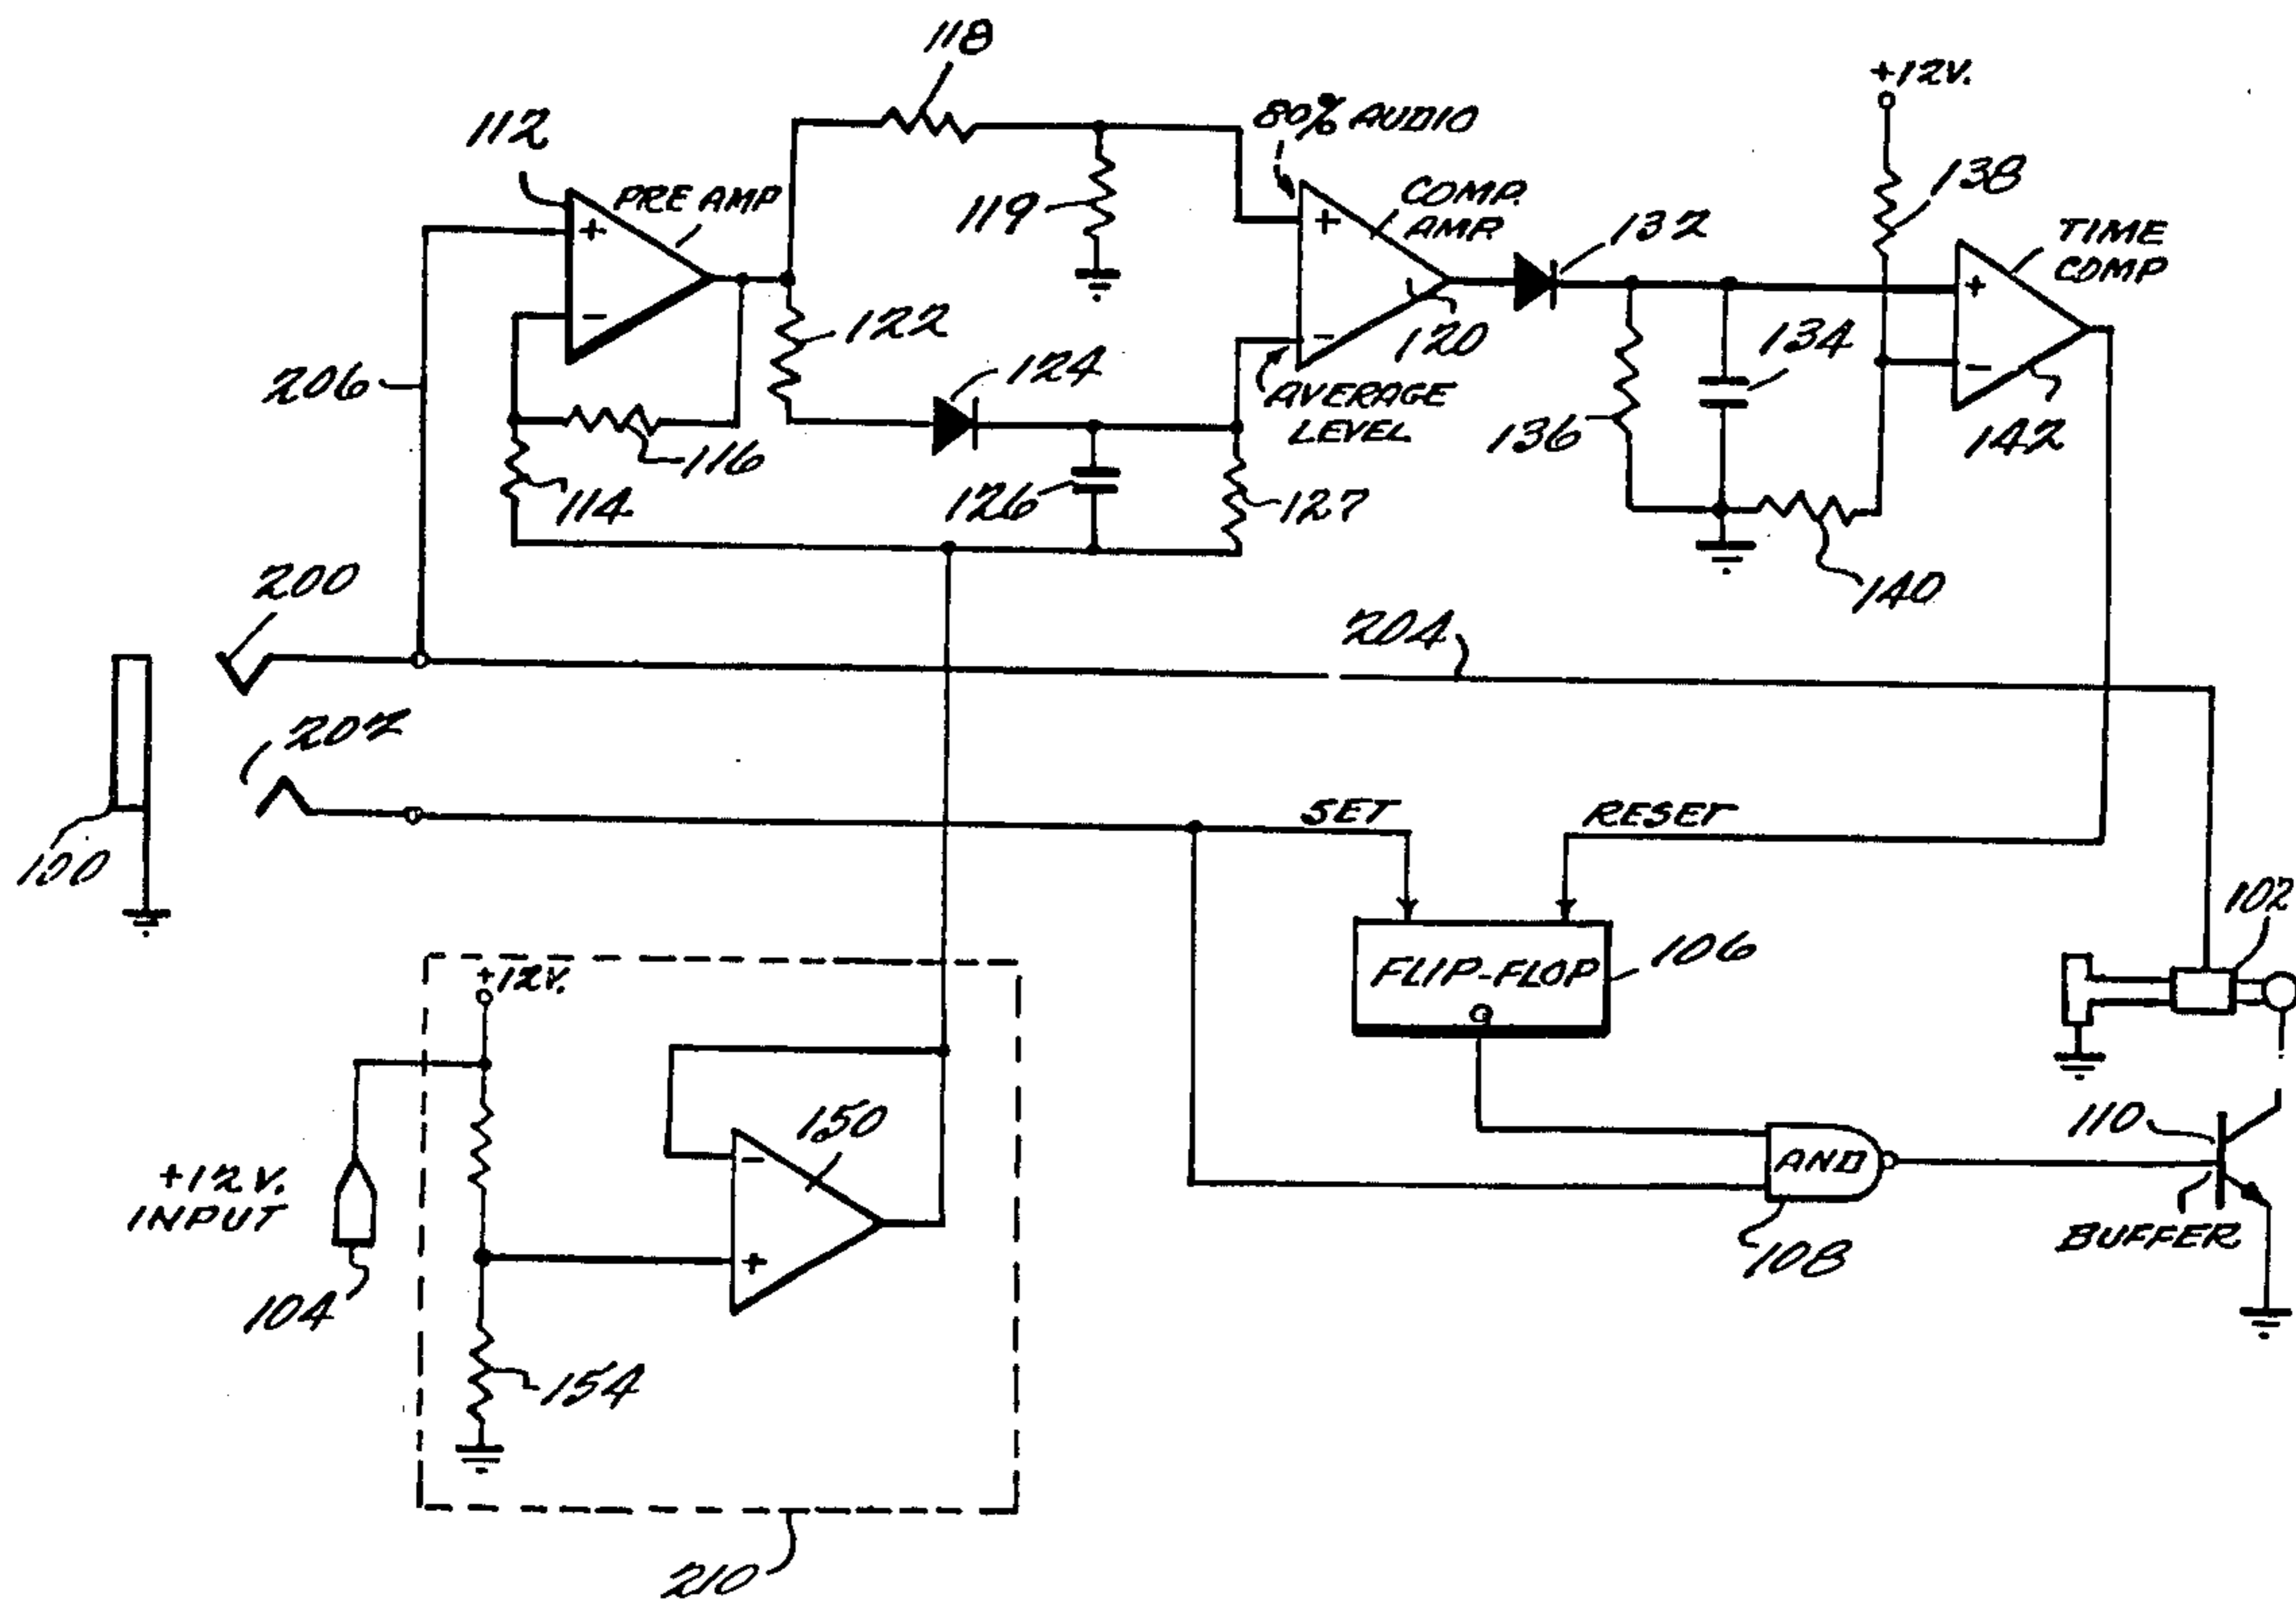 118
+12V.
112
PRE AMP
80% AUDIO
COMP.
AMP.
119
132
138
TIME
COMP
+
-
+
-
+
-
122
124
120
134
206
AVERAGE
LEVEL
136
142
116
114
126
127
140
200
204
202
SET
RESET
100
102
FLIP-FLOP
Q
106
+12V.
110
150
-
+
AND
+12V.
INPUT
BUFFER
108
104
154
210